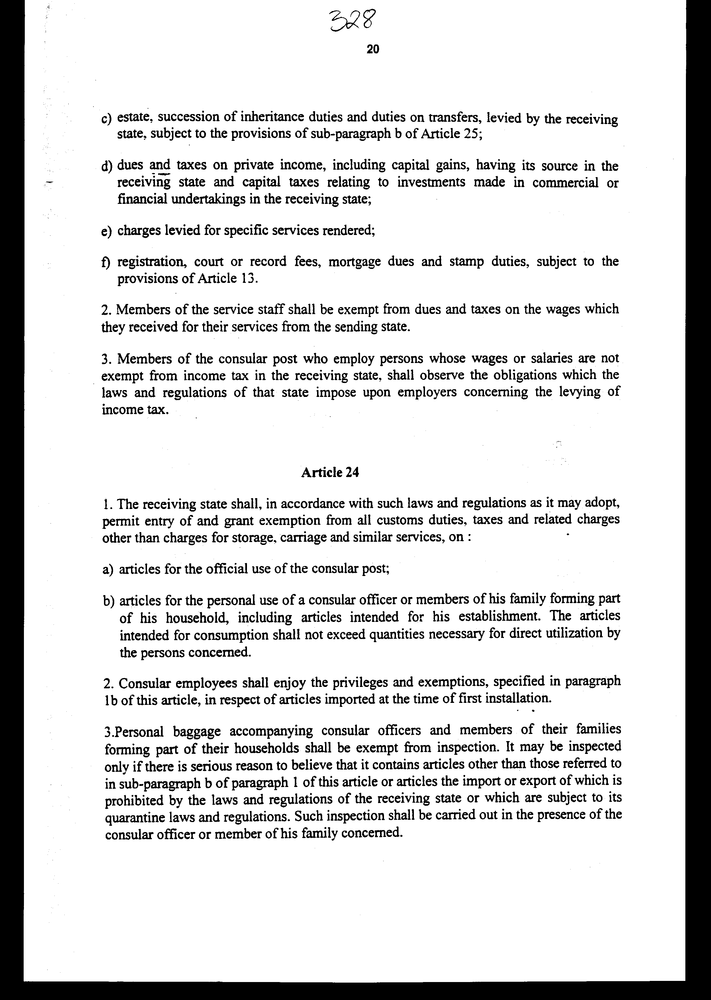 328
20
c) estate, succession of inheritance duties and duties on transfers, levied by the receiving
state, subject to the provisions of sub-paragraph b of Article 25;
d) dues and taxes on private income, including capital gains, having its source in the
receiving state and capital taxes relating to investments made in commercial or
financial undertakings in the receiving state;
e) charges levied for specific services rendered;
f) registration, court or record fees, mortgage dues and stamp duties, subject to the
provisions of Article 13.
2. Members of the service staff shall be exempt from dues and taxes on the wages which
they received for their services from the sending state.
3. Members of the consular post who employ persons whose wages or salaries are not
exempt from income tax in the receiving state, shall observe the obligations which the
laws and regulations of that state impose upon employers concerning the levying of
income tax.
Article 24
1. The receiving state shall, in accordance with such laws and regulations as it may adopt,
permit entry of and grant exemption from all customs duties, taxes and related charges
other than charges for storage, carriage and similar services, on :
a) articles for the official use of the consular post;
b) articles for the personal use of a consular officer or members of his family forming part
of his household, including articles intended for his establishment. The articles
intended for consumption shall not exceed quantities necessary for direct utilization by
the persons concerned.
2. Consular employees shall enjoy the privileges and exemptions, specified in paragraph
1b of this article, in respect of articles imported at the time of first installation.
3.Personal baggage accompanying consular officers and members of their families
forming part of their households shall be exempt from inspection. It may be inspected
only if there is serious reason to believe that it contains articles other than those referred to
in sub-paragraph b of paragraph 1 of this article or articles the import or export of which is
prohibited by the laws and regulations of the receiving state or which are subject to its
quarantine laws and regulations. Such inspection shall be carried out in the presence of the
consular officer or member of his family concerned.